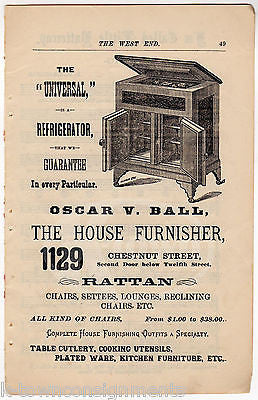 THE WEST END. 49
THE
"UNIVERSAL,"
IS A
REFRIGERATOR,
THAT WE
GUARANTEE
In every Particular.
OSCAR V. BALL,
THE HOUSE FURNISHER,
1129 CHESTNUT STREET,
Second Door below Twelfth Street.
RATTAN
CHAIRS, SETTEES, LOUNGES, RECLINING
CHAIRS, ETC.
ALL KIND OF CHAIRS, From $1.00 to $38.00.
COMPLETE HOUSE FURNISHING OUTFITS A SPECIALTY.
TABLE CUTLERY, COOKING UTENSILS,
PLATED WARE, KITCHEN FURNITURE, ETC.